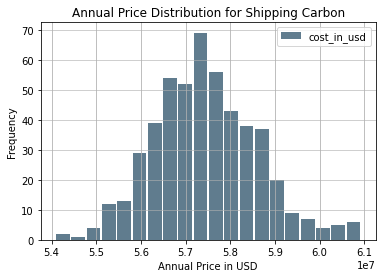 Annual Price Distribution for Shipping Carbon
cost_in_usd
Frequency
70
60
50
40
30
20
10
0
5.4 5.5 5.6 5.7 5.8 5.9 6.0 6.1
1e7
Annual Price in USD